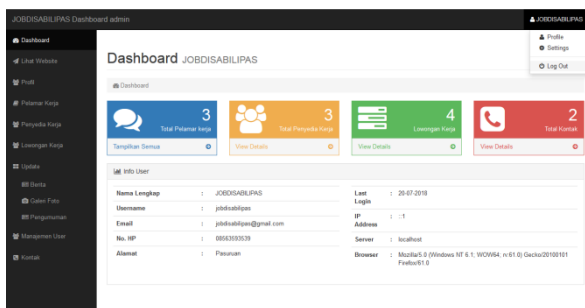 JOBDISABILIPAS Dashboard admin
JOBDISABILIPAS
Profile
Settings
Log Out
Dashboard
Lihat Website
Profil
Pelamar Kerja
Penyedia Kerja
Lowongan Kerja
Update
Berita
Galeri Foto
Pengumuman
Manajemen User
Kontak
Dashboard JOBDISABILIPAS
Dashboard
3
Total Pelamar kerja
Tampilkan Semua
3
Total Penyedia Kerja
View Details
4
Lowongan Kerja
View Details
2
Total Kontak
View Details
Info User
Nama Lengkap : JOBDISABILIPAS
Username : jobdisabilipas
Email : jobdisabilipas@gmail.com
No. HP : 08563593539
Alamat : Pasuruan
Last Login : 20-07-2018
IP Address : ::1
Server : localhost
Browser : Mozilla/5.0 (Windows NT 6.1; WOW64; rv:61.0) Gecko/20100101
Firefox/61.0